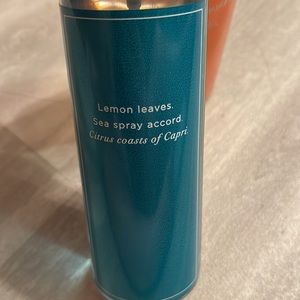 Lemon leaves.
Sea spray accord.
Citrus coasts of Capri.